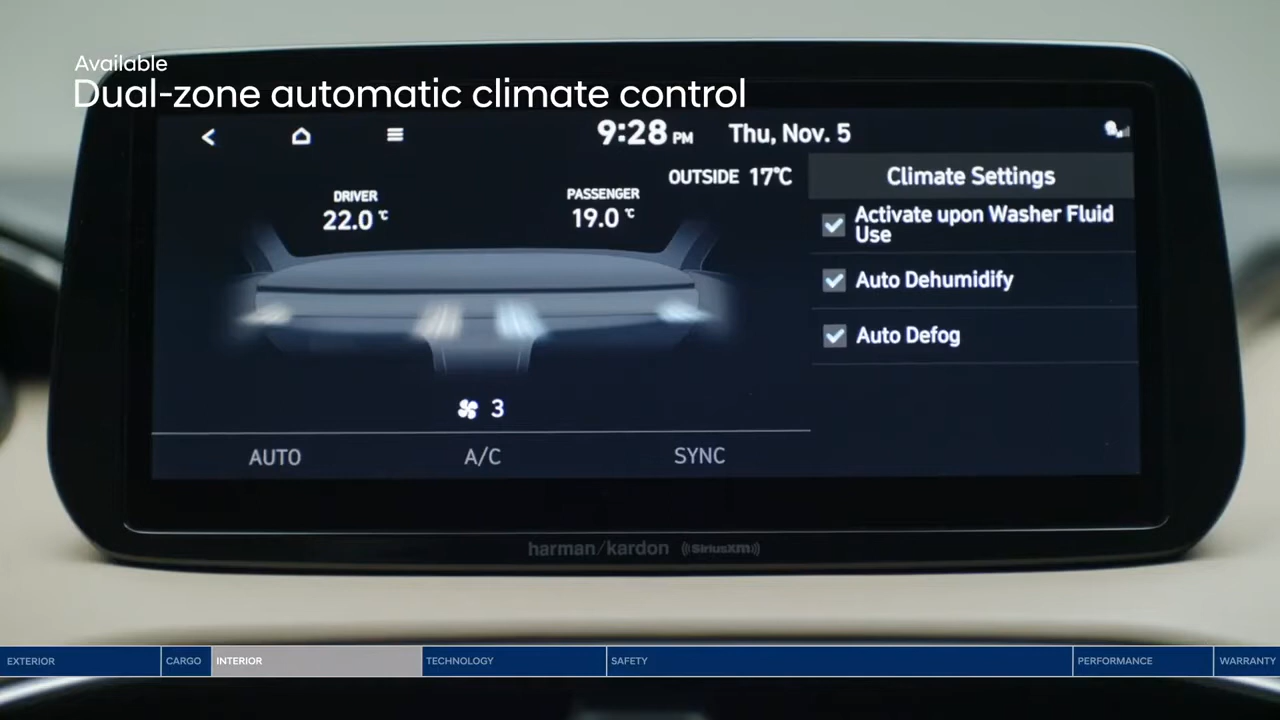 Available
Dual-zone automatic climate control
9:28 PM Thu, Nov. 5
OUTSIDE 17℃
Climate Settings
DRIVER
22.0 ℃
PASSENGER
19.0 ℃
Activate upon Washer Fluid
Use
Auto Dehumidify
Auto Defog
3
AUTO A/C SYNC
harman/kardon ((SiriusXM))
EXTERIOR CARGO INTERIOR TECHNOLOGY SAFETY PERFORMANCE WARRANTY